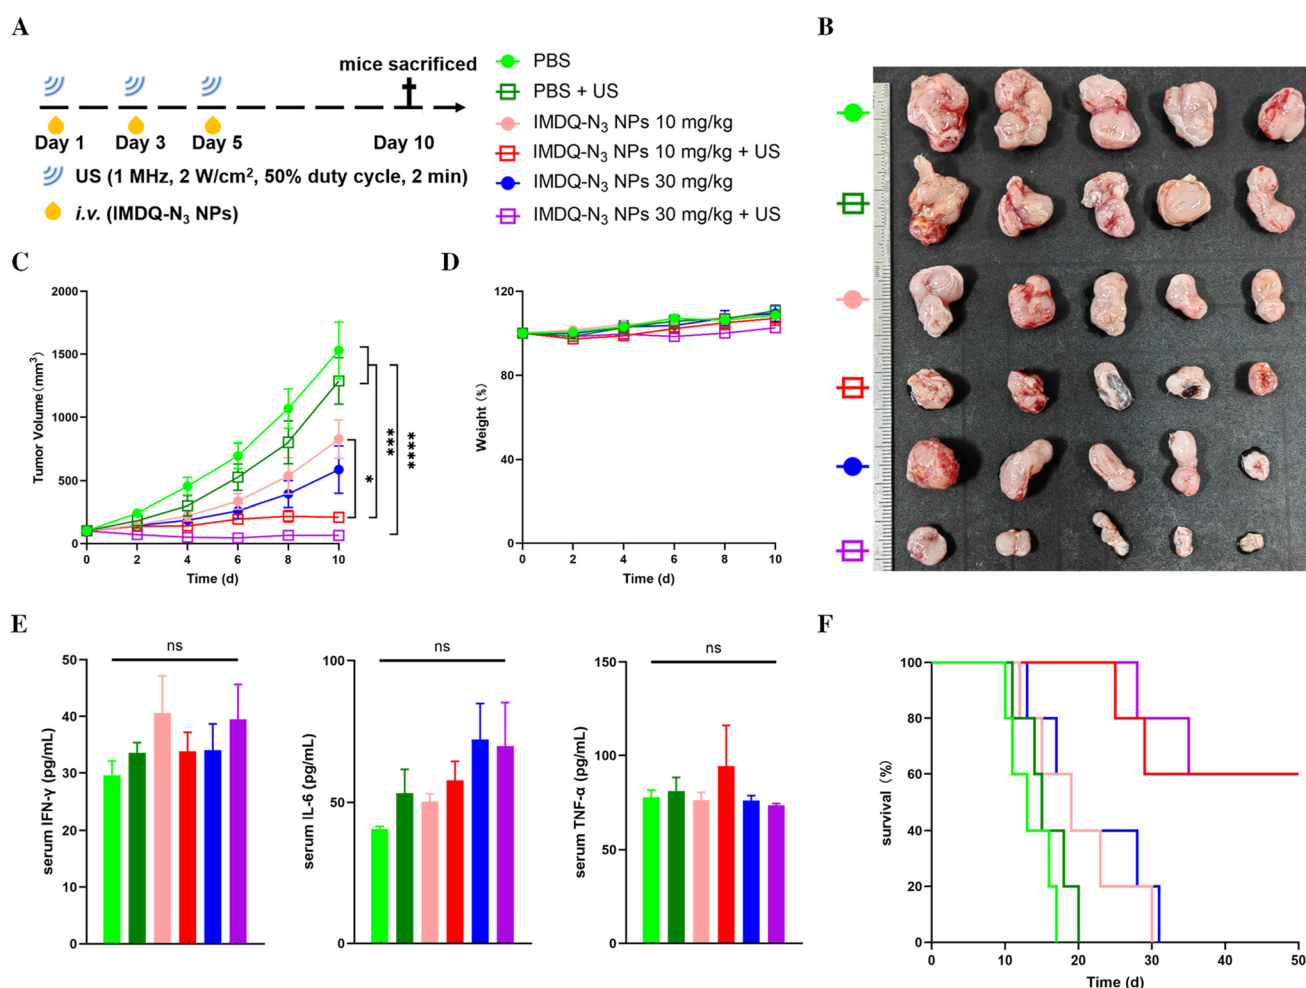 A
mice sacrificed
Day 1
Day 3
Day 5
Day 10
US (1 MHz, 2 W/cm², 50% duty cycle, 2 min)
i.v. (IMDQ-N₃ NPs)
PBS
PBS + US
IMDQ-N₃ NPs 10 mg/kg
IMDQ-N₃ NPs 10 mg/kg + US
IMDQ-N₃ NPs 30 mg/kg
IMDQ-N₃ NPs 30 mg/kg + US
B
C
Tumor Volume(mm³)
2000
1500
1000
500
0
0 2 4 6 8 10
Time (d)
*
***
****
D
Weight (%)
120
80
40
0
0 2 4 6 8 10
Time (d)
E
ns
serum IFN-γ (pg/mL)
50
40
30
20
10
0
ns
serum IL-6 (pg/mL)
100
50
0
ns
serum TNF-α (pg/mL)
150
100
50
0
F
survival (%)
100
80
60
40
20
0
0 10 20 30 40 50
Time (d)